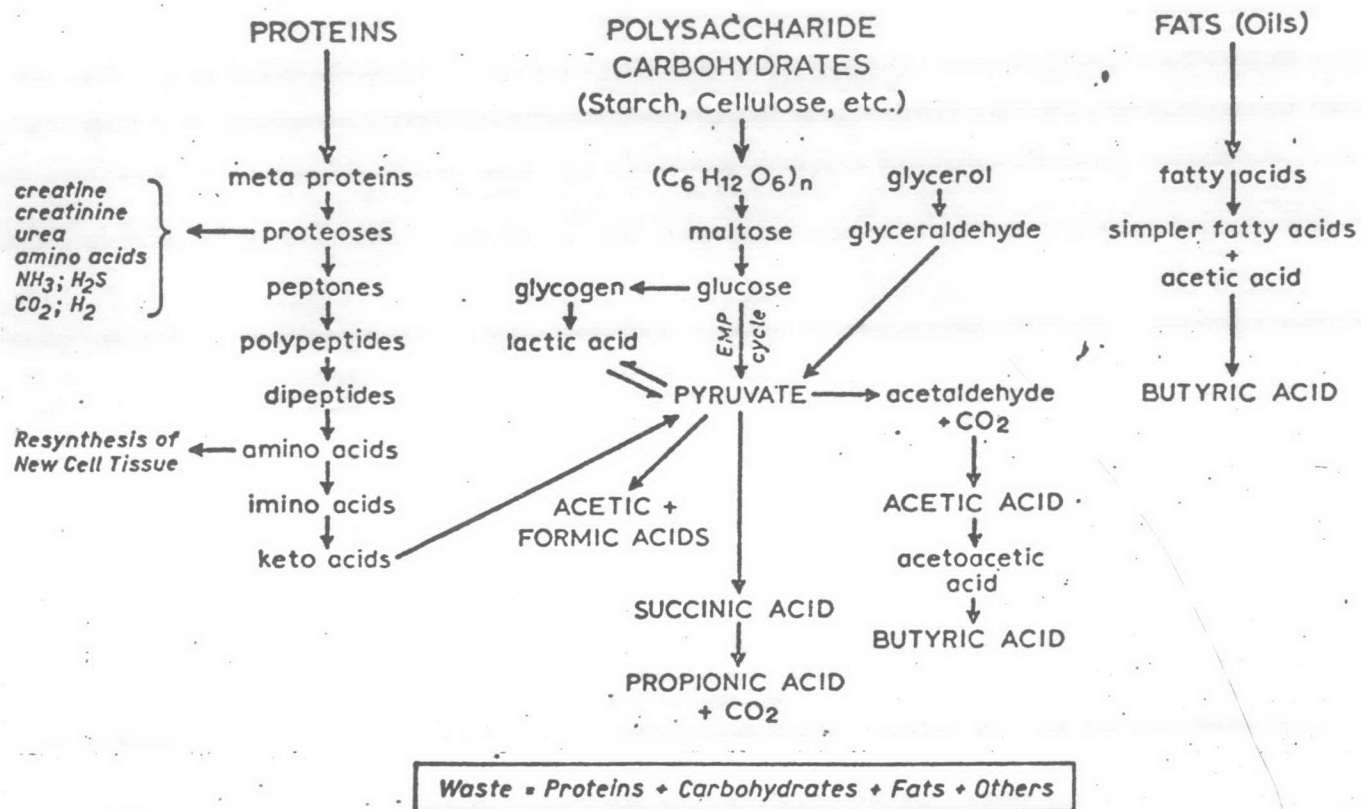 PROTEINS
POLYSACCHARIDE
CARBOHYDRATES
(Starch, Cellulose, etc.)
FATS (Oils)
meta proteins
proteoses
peptones
polypeptides
dipeptides
amino acids
imino acids
keto acids
creatine
creatinine
urea
amino acids
NH3; H2S
CO2; H2
Resynthesis of
New Cell Tissue
(C6 H12 O6)n
maltose
glucose
glycogen
lactic acid
EMP
cycle
glycerol
glyceraldehyde
PYRUVATE
acetaldehyde
+ CO2
ACETIC ACID
acetoacetic
acid
BUTYRIC ACID
ACETIC +
FORMIC ACIDS
SUCCINIC ACID
PROPIONIC ACID
+ CO2
fatty acids
simpler fatty acids
+
acetic acid
BUTYRIC ACID
Waste = Proteins + Carbohydrates + Fats + Others